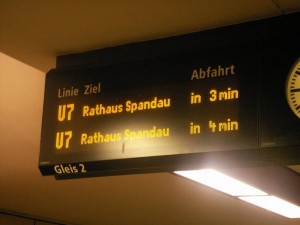 Linie Ziel Abfahrt
U7 Rathaus Spandau in 3 min
U7 Rathaus Spandau in 4 min
Gleis 2